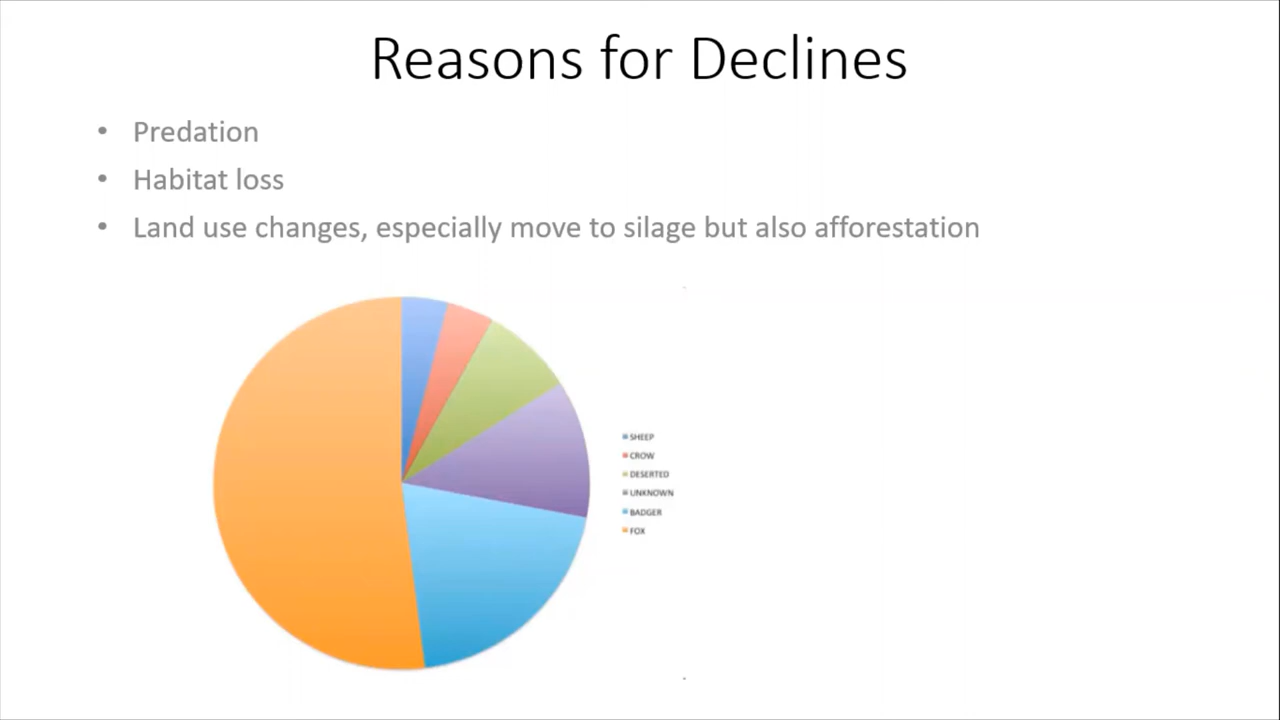 Reasons for Declines
• Predation
• Habitat loss
• Land use changes, especially move to silage but also afforestation
SHEEP
CROW
DESERTED
UNKNOWN
BADGER
FOX